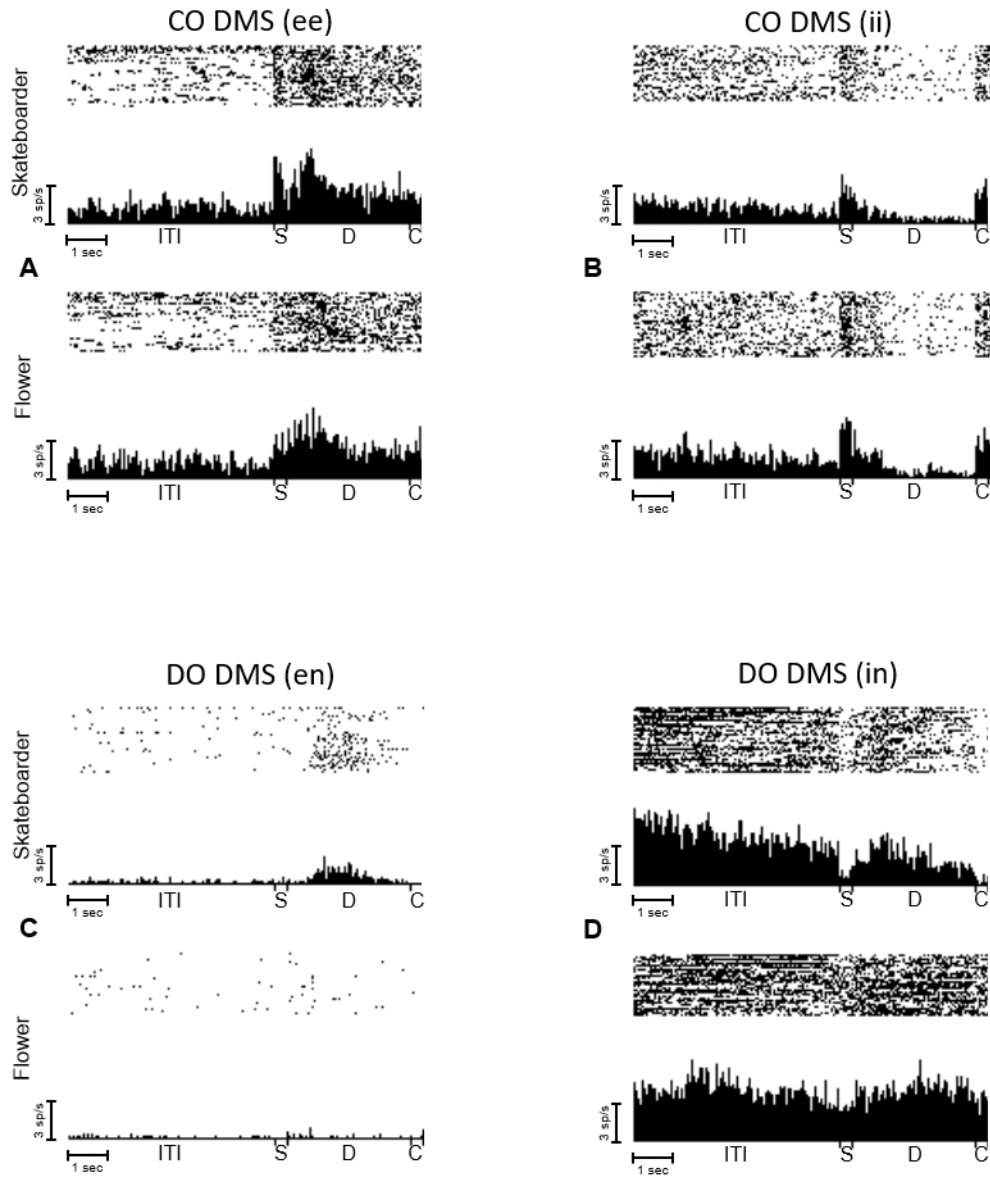 CO DMS (ee)
Skateboarder
3 sp/s
ITI S D C
1 sec
A
Flower
3 sp/s
ITI S D C
1 sec
CO DMS (ii)
3 sp/s
ITI S D C
1 sec
B
3 sp/s
ITI S D C
1 sec
DO DMS (en)
Skateboarder
3 sp/s
ITI S D C
1 sec
C
Flower
3 sp/s
ITI S D C
1 sec
DO DMS (in)
3 sp/s
ITI S D C
1 sec
D
3 sp/s
ITI S D C
1 sec